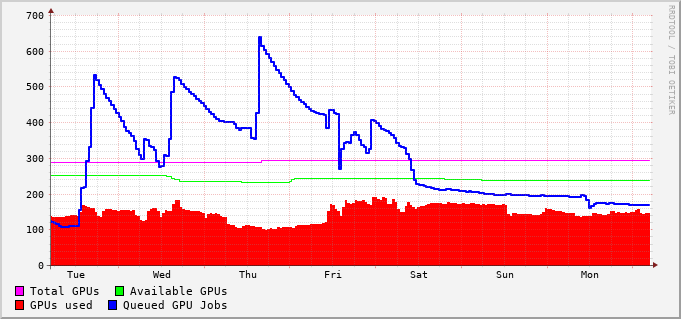 700
600
500
400
300
200
100
0
Tue Wed Thu Fri Sat Sun Mon
Total GPUs Available GPUs
GPUs used Queued GPU Jobs
RRDTOOL / TOBI OETIKER